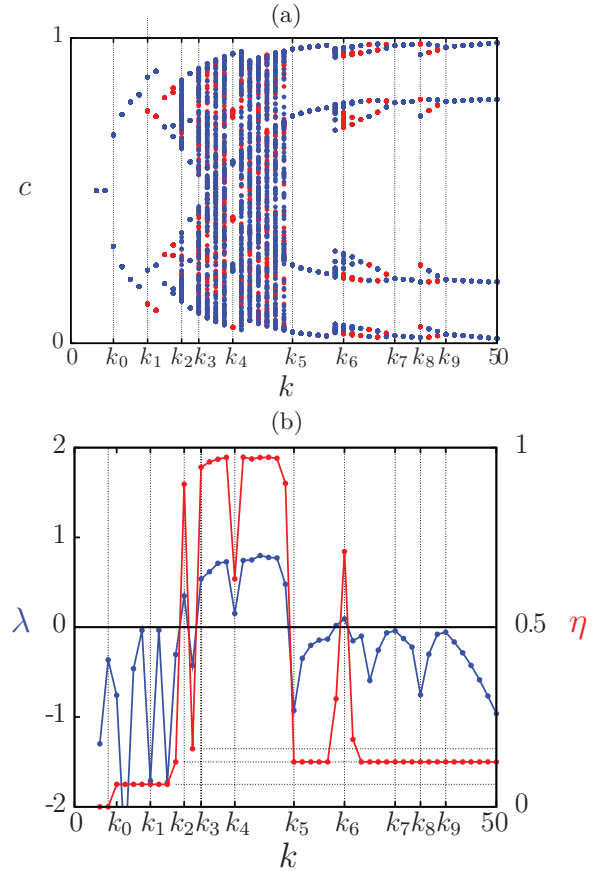 (a)
1
c
0
0 k₀ k₁ k₂ k₃ k₄ k₅ k₆ k₇ k₈ k₉ 50
k
(b)
2 1
1
λ 0 0.5 η
-1
-2 0
0 k₀ k₁ k₂ k₃ k₄ k₅ k₆ k₇ k₈ k₉ 50
k